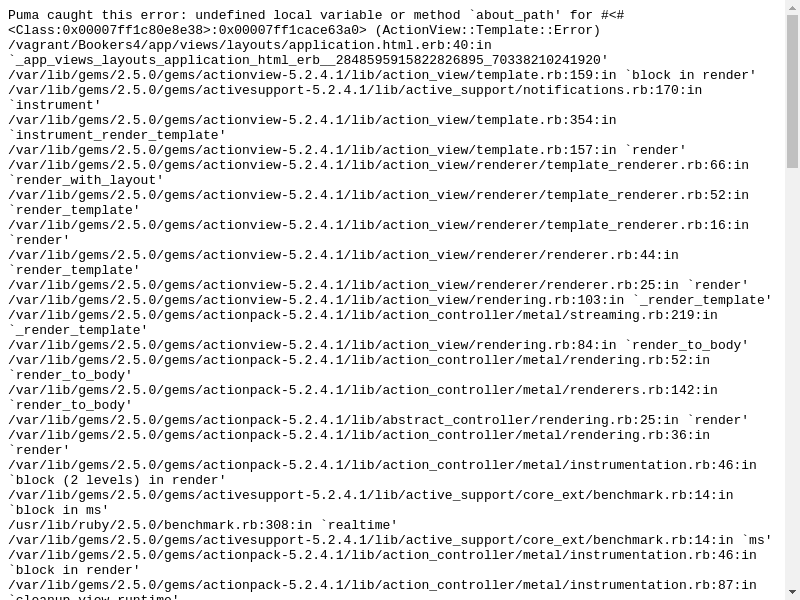 Puma caught this error: undefined local variable or method `about_path' for #<#
<Class:0x00007ff1c80e8e38>:0x00007ff1cace63a0> (ActionView::Template::Error)
/vagrant/Bookers4/app/views/layouts/application.html.erb:40:in
`_app_views_layouts_application_html_erb__2848595915822826895_70338210241920'
/var/lib/gems/2.5.0/gems/actionview-5.2.4.1/lib/action_view/template.rb:159:in `block in render'
/var/lib/gems/2.5.0/gems/activesupport-5.2.4.1/lib/active_support/notifications.rb:170:in
`instrument'
/var/lib/gems/2.5.0/gems/actionview-5.2.4.1/lib/action_view/template.rb:354:in
`instrument_render_template'
/var/lib/gems/2.5.0/gems/actionview-5.2.4.1/lib/action_view/template.rb:157:in `render'
/var/lib/gems/2.5.0/gems/actionview-5.2.4.1/lib/action_view/renderer/template_renderer.rb:66:in
`render_with_layout'
/var/lib/gems/2.5.0/gems/actionview-5.2.4.1/lib/action_view/renderer/template_renderer.rb:52:in
`render_template'
/var/lib/gems/2.5.0/gems/actionview-5.2.4.1/lib/action_view/renderer/template_renderer.rb:16:in
`render'
/var/lib/gems/2.5.0/gems/actionview-5.2.4.1/lib/action_view/renderer/renderer.rb:44:in
`render_template'
/var/lib/gems/2.5.0/gems/actionview-5.2.4.1/lib/action_view/renderer/renderer.rb:25:in `render'
/var/lib/gems/2.5.0/gems/actionview-5.2.4.1/lib/action_view/rendering.rb:103:in `_render_template'
/var/lib/gems/2.5.0/gems/actionpack-5.2.4.1/lib/action_controller/metal/streaming.rb:219:in
`_render_template'
/var/lib/gems/2.5.0/gems/actionview-5.2.4.1/lib/action_view/rendering.rb:84:in `render_to_body'
/var/lib/gems/2.5.0/gems/actionpack-5.2.4.1/lib/action_controller/metal/rendering.rb:52:in
`render_to_body'
/var/lib/gems/2.5.0/gems/actionpack-5.2.4.1/lib/action_controller/metal/renderers.rb:142:in
`render_to_body'
/var/lib/gems/2.5.0/gems/actionpack-5.2.4.1/lib/abstract_controller/rendering.rb:25:in `render'
/var/lib/gems/2.5.0/gems/actionpack-5.2.4.1/lib/action_controller/metal/rendering.rb:36:in
`render'
/var/lib/gems/2.5.0/gems/actionpack-5.2.4.1/lib/action_controller/metal/instrumentation.rb:46:in
`block (2 levels) in render'
/var/lib/gems/2.5.0/gems/activesupport-5.2.4.1/lib/active_support/core_ext/benchmark.rb:14:in
`block in ms'
/usr/lib/ruby/2.5.0/benchmark.rb:308:in `realtime'
/var/lib/gems/2.5.0/gems/activesupport-5.2.4.1/lib/active_support/core_ext/benchmark.rb:14:in `ms'
/var/lib/gems/2.5.0/gems/actionpack-5.2.4.1/lib/action_controller/metal/instrumentation.rb:46:in
`block in render'
/var/lib/gems/2.5.0/gems/actionpack-5.2.4.1/lib/action_controller/metal/instrumentation.rb:87:in
`cleanup_view_runtime'